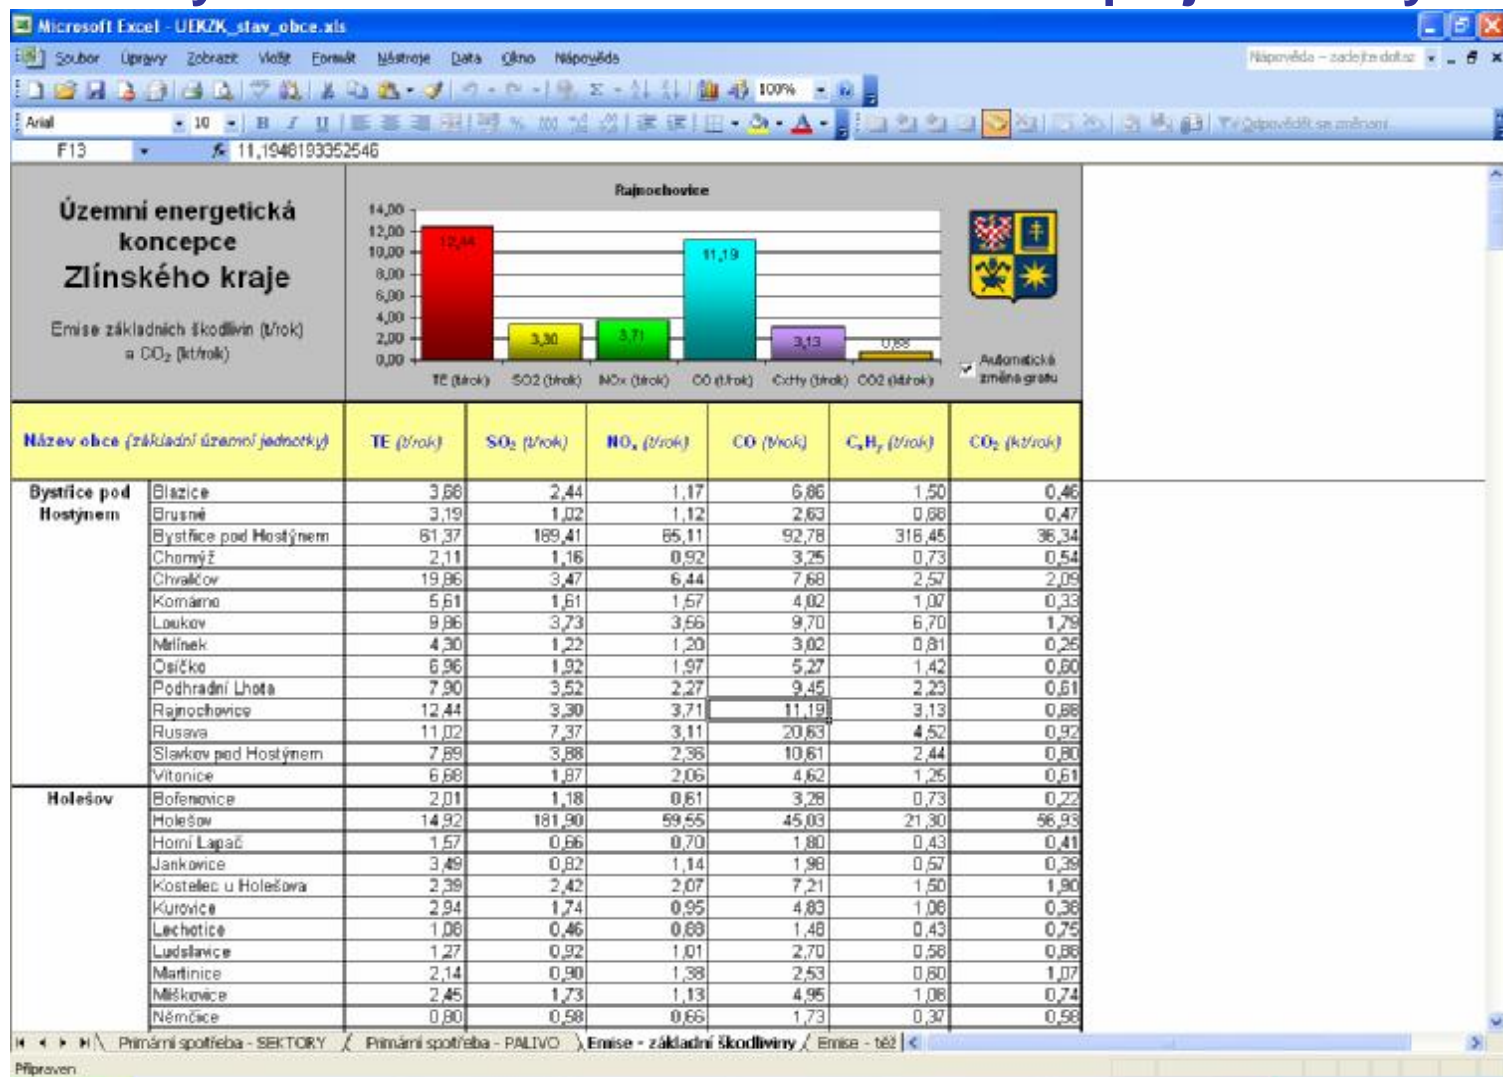 Microsoft Excel - UEKZK_stav_obce.xls
Soubor Úpravy Zobrazit Vložit Formát Nástroje Data Okno Nápověda Nápověda – zadejte dotaz
100%
Arial 10 B I U % 000 Odpovědět se změnami...
F13 fx 11,1948193352546
Územní energetická
koncepce
Zlínského kraje
Emise základních škodlivin (t/rok)
a CO2 (kt/rok)
Rajnochovice
14,00
12,00
10,00
8,00
6,00
4,00
2,00
0,00
12,44 3,30 3,71 11,19 3,13 0,68
TE (t/rok) SO2 (t/rok) NOx (t/rok) CO (t/rok) CxHy (t/rok) CO2 (kt/rok)
Automatická
změna grafu
Název obce (základní územní jednotky) TE (t/rok) SO2 (t/rok) NOx (t/rok) CO (t/rok) CxHy (t/rok) CO2 (kt/rok)
Bystřice pod Blazice 3,68 2,44 1,17 6,86 1,50 0,46
Hostýnem Brusné 3,19 1,02 1,12 2,63 0,68 0,47
Bystřice pod Hostýnem 61,37 189,41 85,11 92,78 316,45 36,34
Chomýž 2,11 1,16 0,92 3,25 0,73 0,54
Chvalčov 19,86 3,47 6,44 7,68 2,57 2,09
Komárno 5,61 1,61 1,57 4,02 1,07 0,33
Loukov 9,86 3,73 3,56 9,70 6,70 1,79
Mrlínek 4,30 1,22 1,20 3,02 0,81 0,25
Osíčko 6,96 1,92 1,97 5,27 1,42 0,60
Podhradní Lhota 7,90 3,52 2,27 9,45 2,23 0,61
Rajnochovice 12,44 3,30 3,71 11,19 3,13 0,68
Rusava 11,02 7,37 3,11 20,63 4,52 0,92
Slavkov pod Hostýnem 7,89 3,88 2,36 10,61 2,44 0,80
Vítonice 6,68 1,87 2,06 4,62 1,25 0,61
Holešov Bořenovice 2,01 1,18 0,61 3,28 0,73 0,22
Holešov 14,92 181,90 59,55 45,03 21,30 56,93
Horní Lapač 1,57 0,66 0,70 1,80 0,43 0,41
Jankovice 3,49 0,82 1,14 1,98 0,57 0,39
Kostelec u Holešova 2,39 2,42 2,07 7,21 1,50 1,90
Kurovice 2,94 1,74 0,95 4,83 1,08 0,38
Lechotice 1,08 0,46 0,88 1,48 0,43 0,75
Ludslavice 1,27 0,92 1,01 2,70 0,58 0,88
Martinice 2,14 0,90 1,38 2,53 0,60 1,07
Míškovice 2,45 1,73 1,13 4,95 1,08 0,74
Němčice 0,80 0,58 0,66 1,73 0,37 0,58
Primární spotřeba - SEKTORY Primární spotřeba - PALIVO Emise - základní škodliviny Emise - těž
Připraven